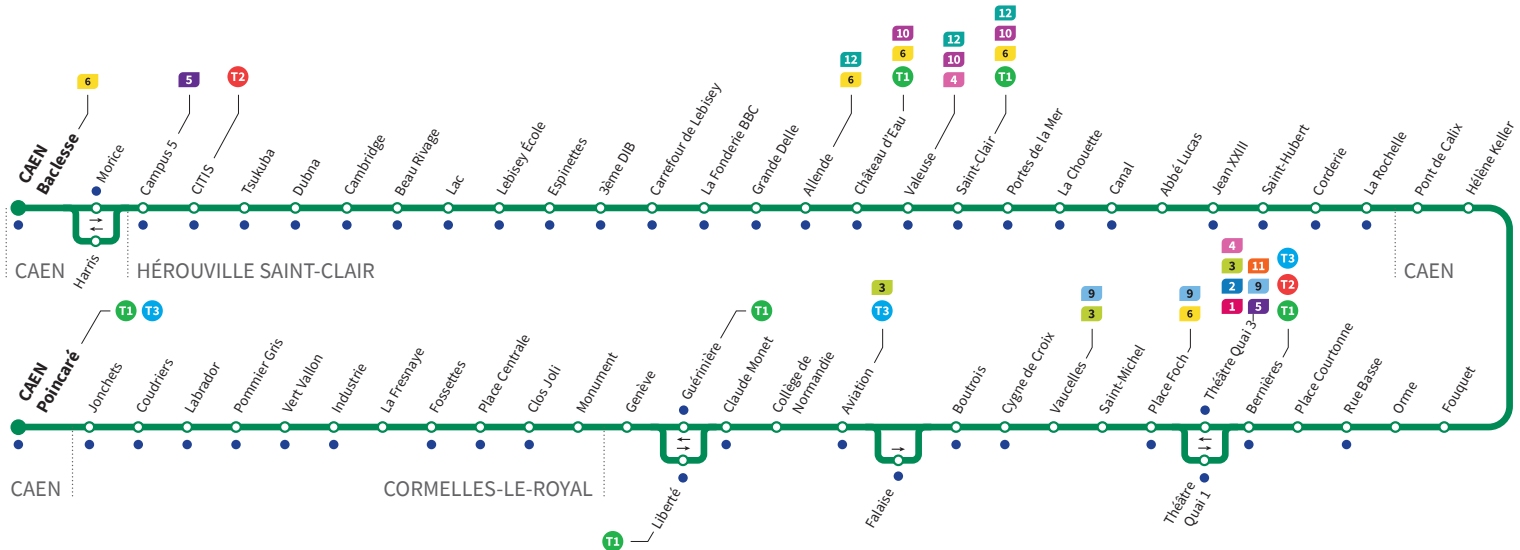 12
10
12
10
12
6
10
6
12
6
4
T1
6
5
T2
6
T1
CAEN
Baclesse
Morice
Campus 5
CITIS
Tsukuba
Dubna
Cambridge
Beau Rivage
Lac
Lebisey École
Espinettes
3ème DIB
Carrefour de Lebisey
La Fonderie BBC
Grande Delle
Allende
Château d'Eau
Valeuse
Saint-Clair
Portes de la Mer
La Chouette
Canal
Abbé Lucas
Jean XXIII
Saint-Hubert
Corderie
La Rochelle
Pont de Calix
Hélène Keller
Harris
CAEN
HÉROUVILLE SAINT-CLAIR
CAEN
4
3
11
T3
2
9
T2
1
5
T1
9
6
9
3
3
T3
T1
T1
T3
CAEN
Poincaré
Jonchets
Coudriers
Labrador
Pommier Gris
Vert Vallon
Industrie
La Fresnaye
Fossettes
Place Centrale
Clos Joli
Monument
Genève
Guérinière
Claude Monet
Collège de
Normandie
Aviation
Boutrois
Cygne de Croix
Vaucelles
Saint-Michel
Place Foch
Théâtre Quai 3
Bernières
Place Courtonne
Rue Basse
Orme
Fouquet
CAEN
CORMELLES-LE-ROYAL
Liberté
T1
Falaise
Théâtre
Quai 1